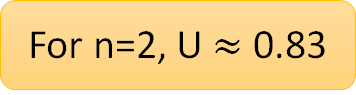 For n=2, U ≈ 0.83